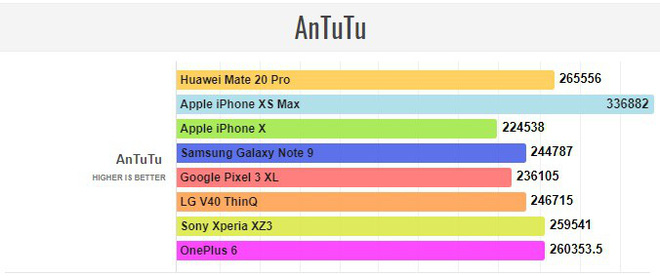 AnTuTu
Huawei Mate 20 Pro 265556
Apple iPhone XS Max 336882
Apple iPhone X 224538
AnTuTu
Samsung Galaxy Note 9 244787
HIGHER IS BETTER
Google Pixel 3 XL 236105
LG V40 ThinQ 246715
Sony Xperia XZ3 259541
OnePlus 6 260353.5